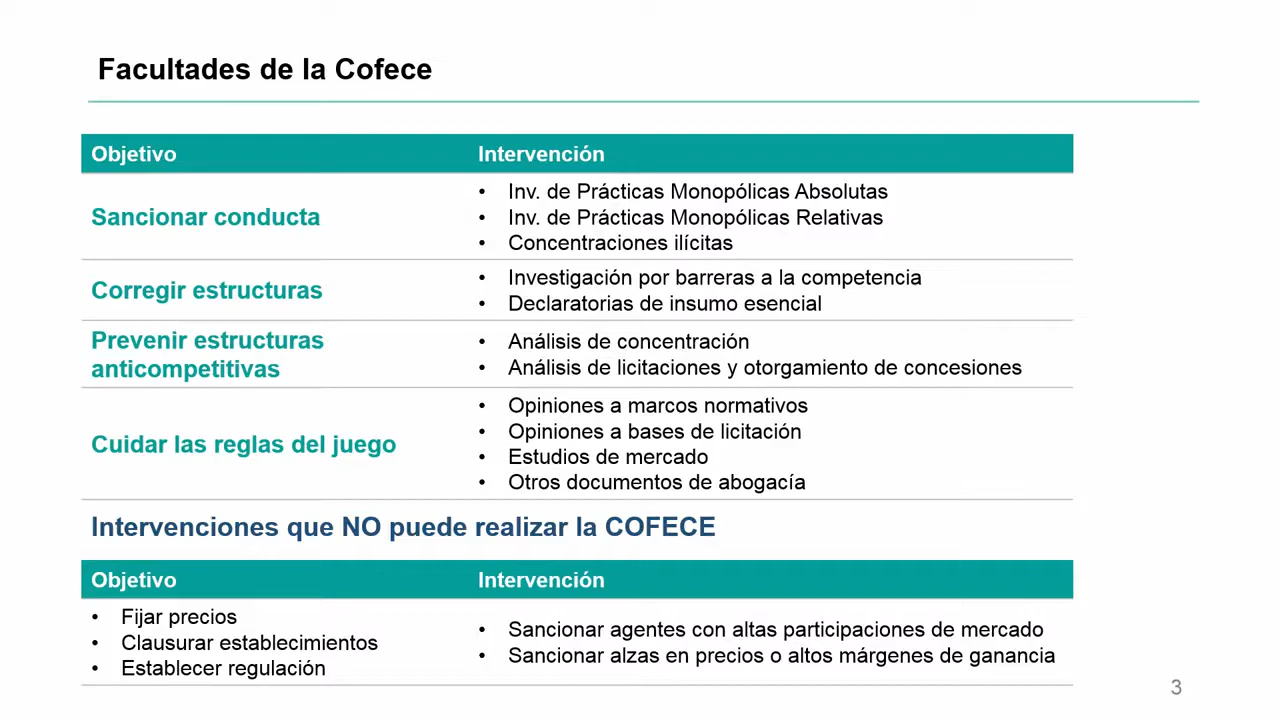 Facultades de la Cofece
Objetivo
Intervención
Sancionar conducta
• Inv. de Prácticas Monopólicas Absolutas
• Inv. de Prácticas Monopólicas Relativas
• Concentraciones ilícitas
Corregir estructuras
• Investigación por barreras a la competencia
• Declaratorias de insumo esencial
Prevenir estructuras
anticompetitivas
• Análisis de concentración
• Análisis de licitaciones y otorgamiento de concesiones
Cuidar las reglas del juego
• Opiniones a marcos normativos
• Opiniones a bases de licitación
• Estudios de mercado
• Otros documentos de abogacía
Intervenciones que NO puede realizar la COFECE
Objetivo
Intervención
• Fijar precios
• Clausurar establecimientos
• Establecer regulación
• Sancionar agentes con altas participaciones de mercado
• Sancionar alzas en precios o altos márgenes de ganancia
3